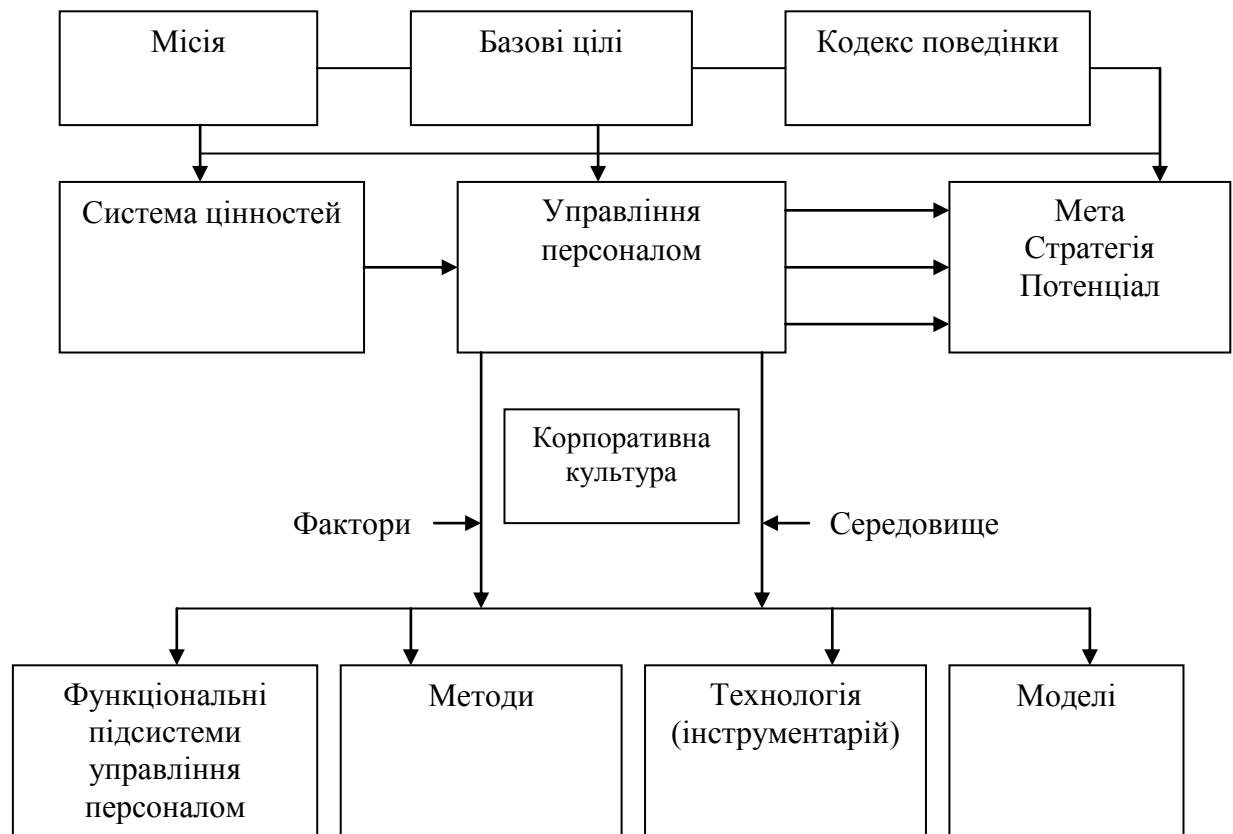 Місія
Базові цілі
Кодекс поведінки
Система цінностей
Управління
персоналом
Мета
Стратегія
Потенціал
Корпоративна
культура
Фактори
Середовище
Функціональні
підсистеми
управління
персоналом
Методи
Технологія
(інструментарій)
Моделі